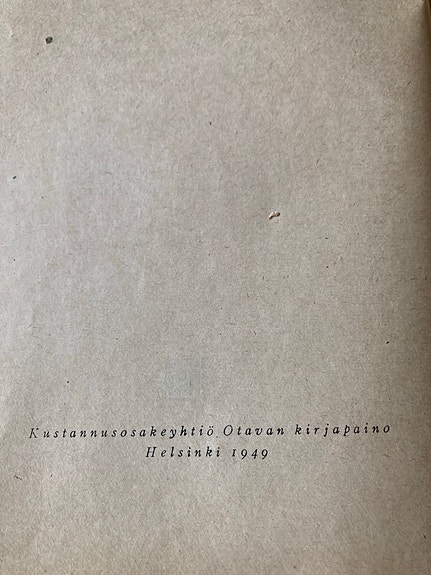 Kustannusosakeyhtiö Otavan kirjapaino
Helsinki 1949